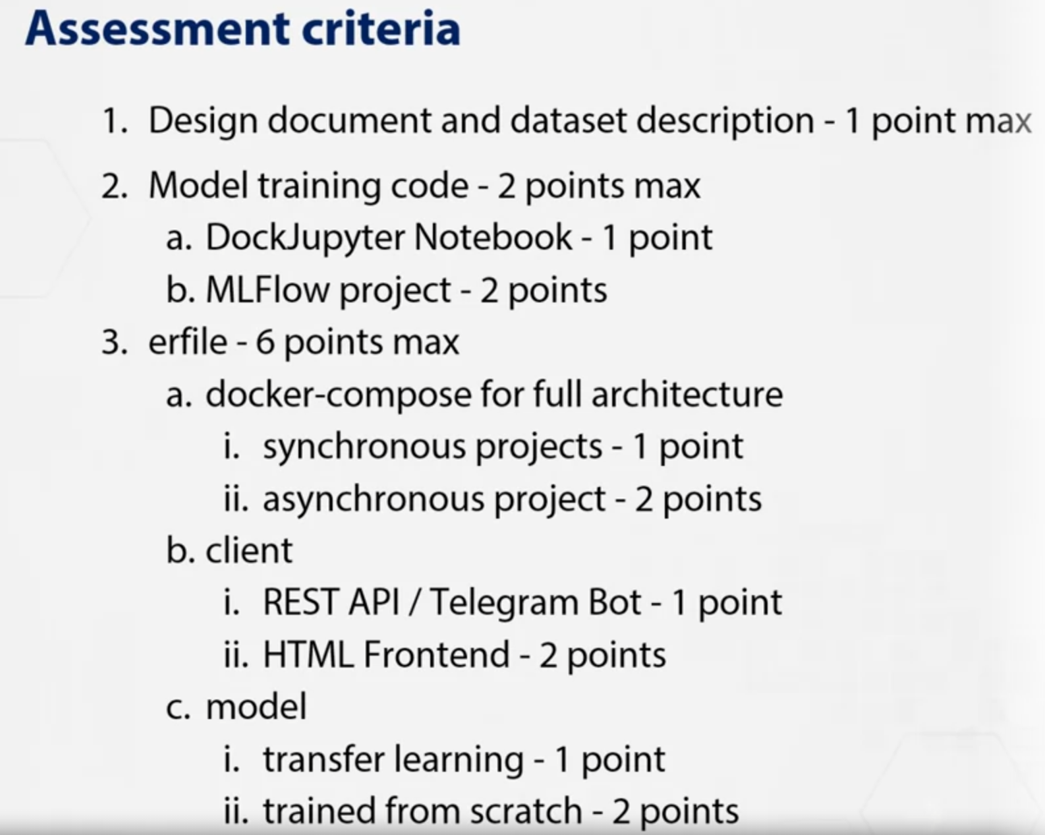 Assessment criteria
1. Design document and dataset description - 1 point max
2. Model training code - 2 points max
a. DockJupyter Notebook - 1 point
b. MLFlow project - 2 points
3. erfile - 6 points max
a. docker-compose for full architecture
i. synchronous projects - 1 point
ii. asynchronous project - 2 points
b. client
i. REST API / Telegram Bot - 1 point
ii. HTML Frontend - 2 points
c. model
i. transfer learning - 1 point
ii. trained from scratch - 2 points